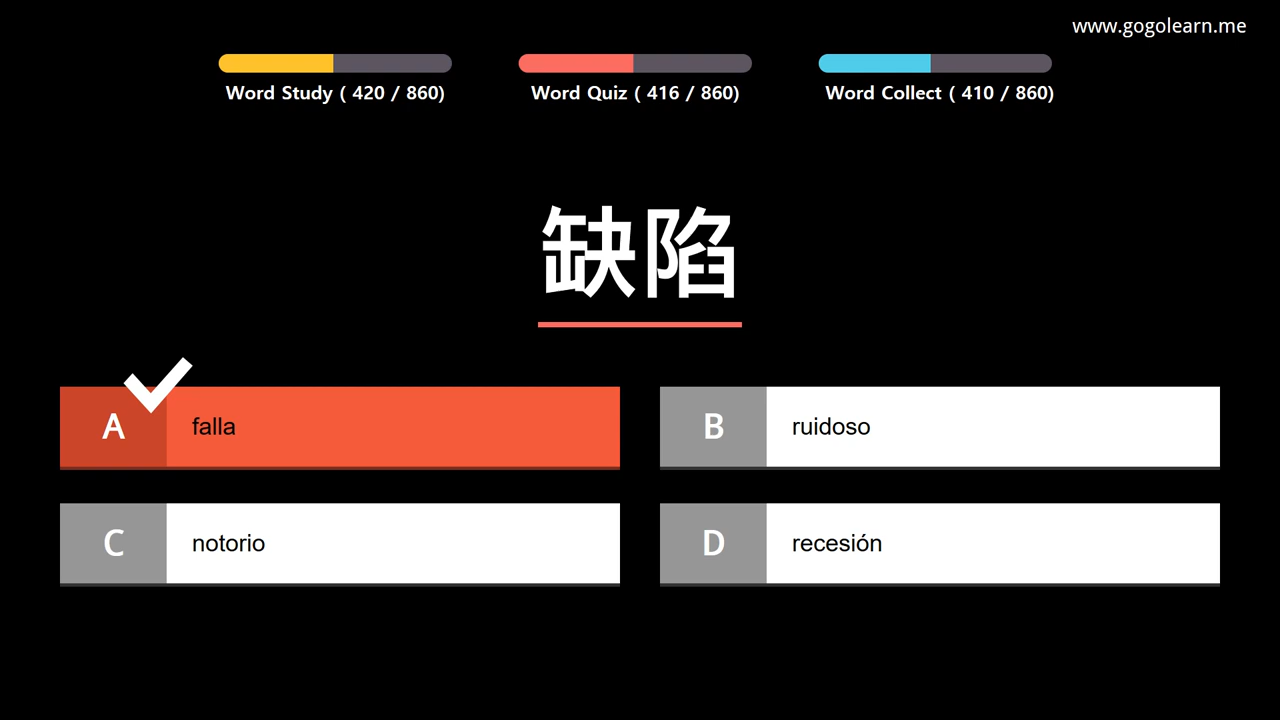 www.gogolearn.me
Word Study ( 420 / 860)
Word Quiz ( 416 / 860)
Word Collect ( 410 / 860)
缺陷
A falla
B ruidoso
C notorio
D recesión